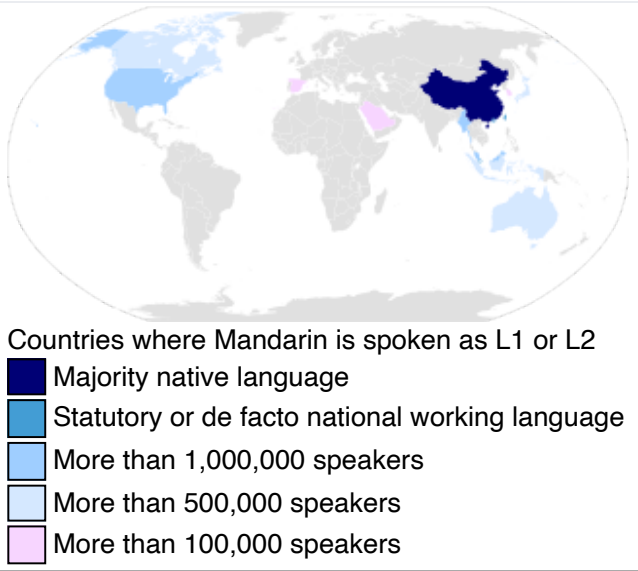 Countries where Mandarin is spoken as L1 or L2
Majority native language
Statutory or de facto national working language
More than 1,000,000 speakers
More than 500,000 speakers
More than 100,000 speakers